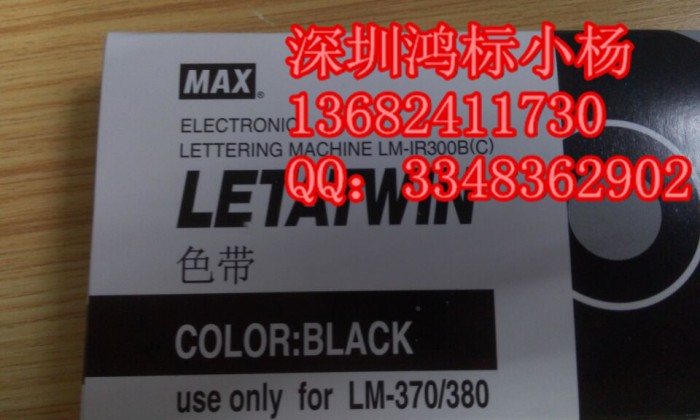 深圳鸿标小杨
MAX®
13682411730
ELECTRONIC
LETTERING MACHINE LM-IR300B(C)
QQ：3348362902
LETATWIN
色带
COLOR:BLACK
use only for LM-370/380